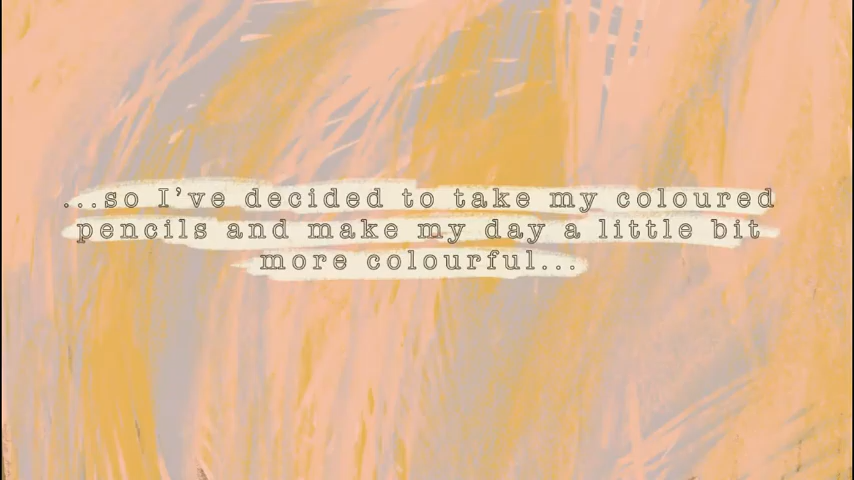 ...so I've decided to take my coloured
pencils and make my day a little bit
more colourful...